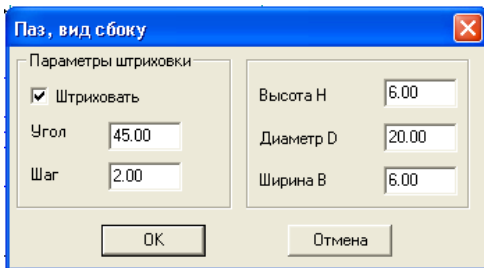 Паз, вид сбоку
Параметры штриховки
Штриховать
Угол 45.00
Шаг 2.00
Высота H 6.00
Диаметр D 20.00
Ширина B 6.00
OK Отмена